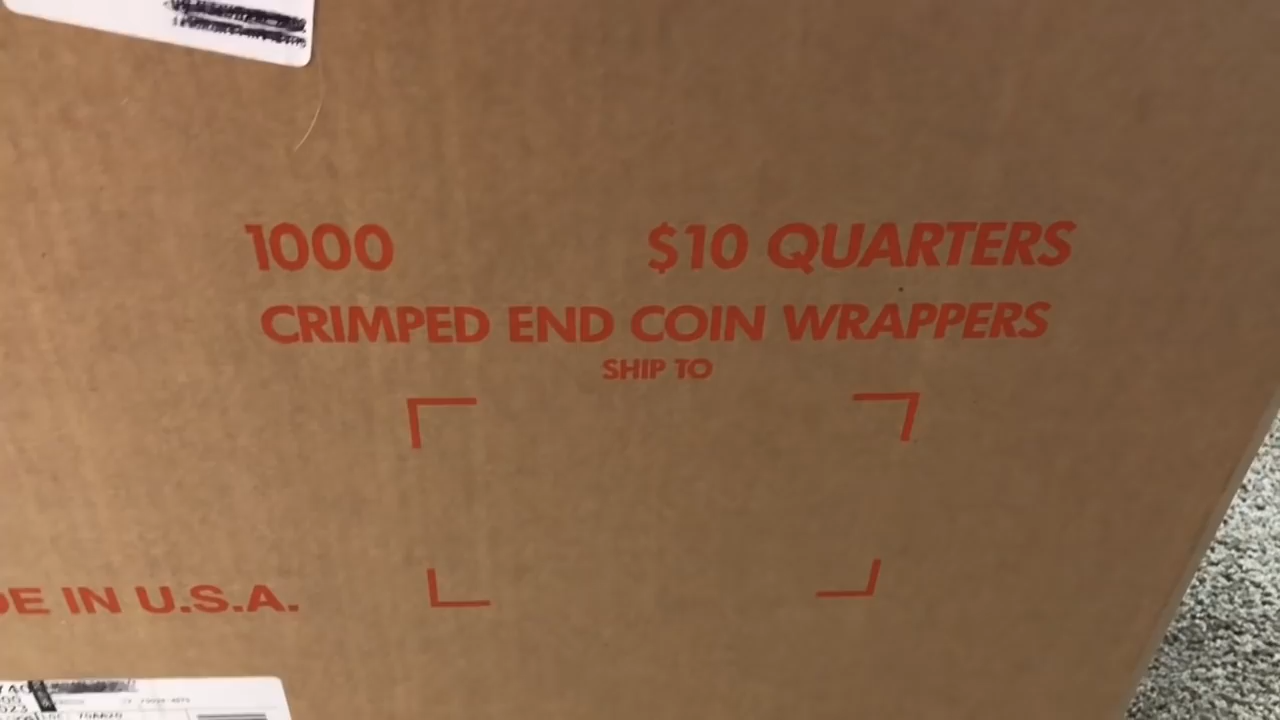 1000 $10 QUARTERS
CRIMPED END COIN WRAPPERS
SHIP TO
DE IN U.S.A.